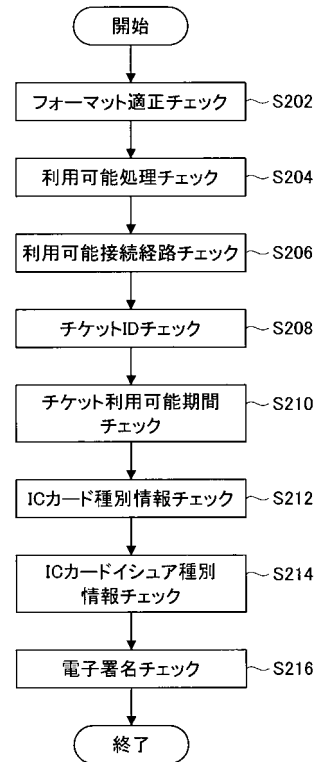 開始
フォーマット適正チェック S202
利用可能処理チェック S204
利用可能接続経路チェック S206
チケットIDチェック S208
チケット利用可能期間
チェック S210
ICカード種別情報チェック S212
ICカードイシュア種別
情報チェック S214
電子署名チェック S216
終了